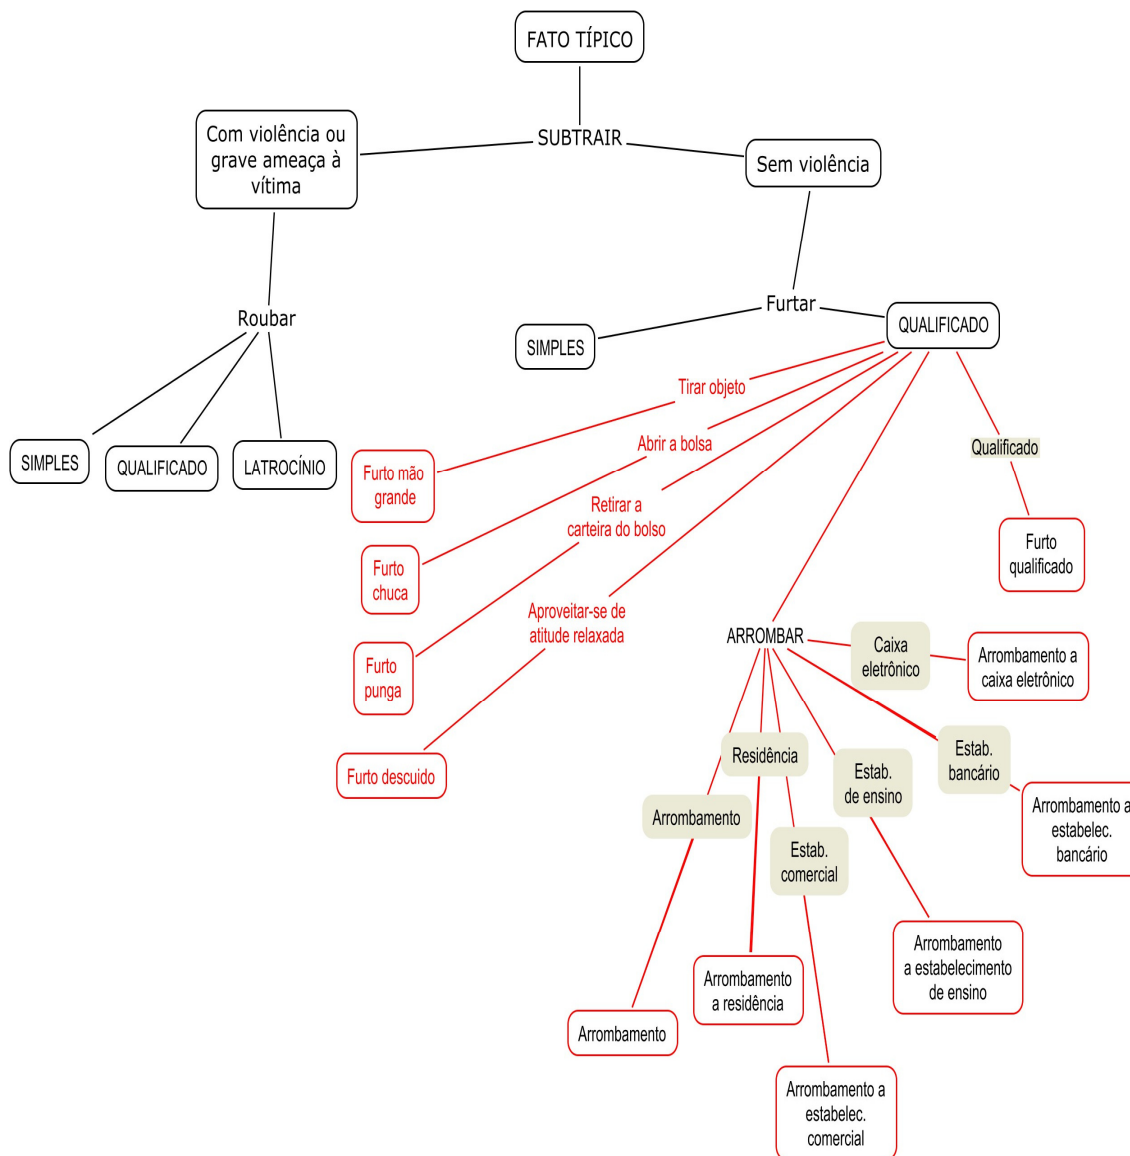 FATO TÍPICO
SUBTRAIR
Com violência ou
grave ameaça à
vítima
Sem violência
Roubar
Furtar
SIMPLES
QUALIFICADO
LATROCÍNIO
SIMPLES
QUALIFICADO
Tirar objeto
Furto mão
grande
Abrir a bolsa
Furto
chuca
Retirar a
carteira do bolso
Furto
punga
Aproveitar-se de
atitude relaxada
Furto descuido
Qualificado
Furto
qualificado
ARROMBAR
Caixa
eletrônico
Arrombamento a
caixa eletrônico
Estab.
bancário
Arrombamento a
estabelec.
bancário
Estab.
de ensino
Arrombamento
a estabelecimento
de ensino
Estab.
comercial
Arrombamento a
estabelec.
comercial
Residência
Arrombamento
a residência
Arrombamento
Arrombamento